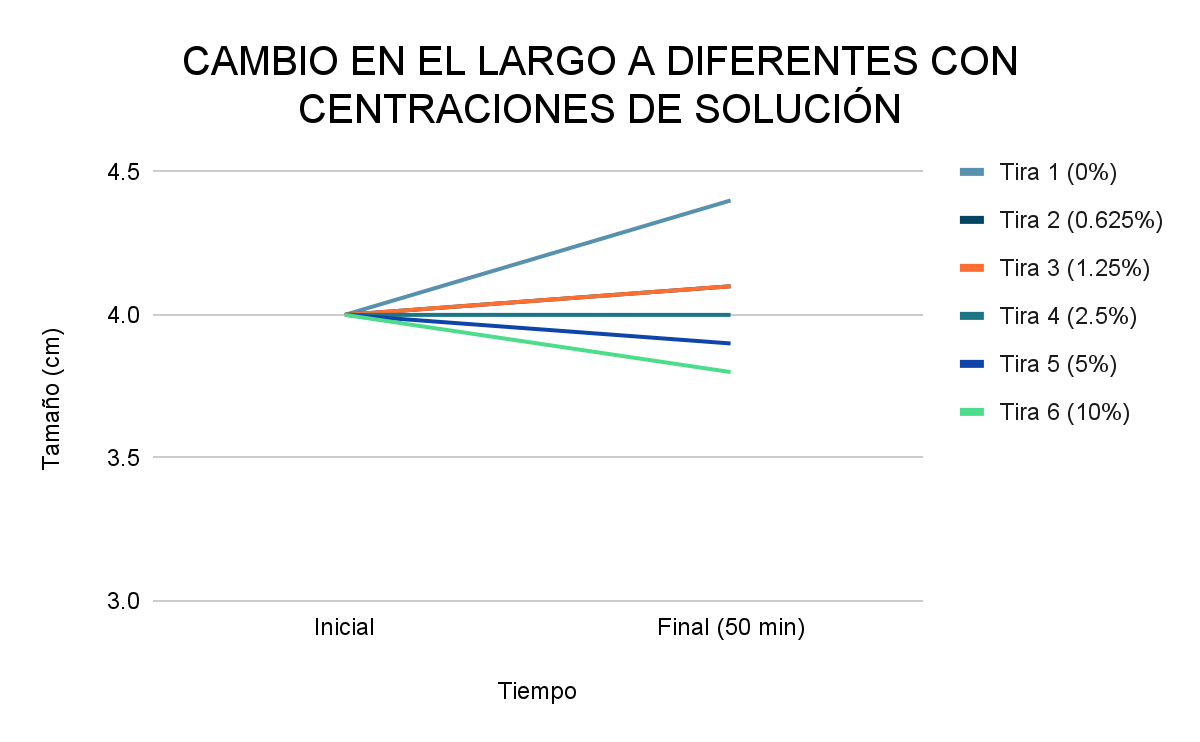 CAMBIO EN EL LARGO A DIFERENTES CON
CENTRACIONES DE SOLUCIÓN
4.5
4.0
3.5
3.0
Tamaño (cm)
Inicial
Final (50 min)
Tiempo
Tira 1 (0%)
Tira 2 (0.625%)
Tira 3 (1.25%)
Tira 4 (2.5%)
Tira 5 (5%)
Tira 6 (10%)